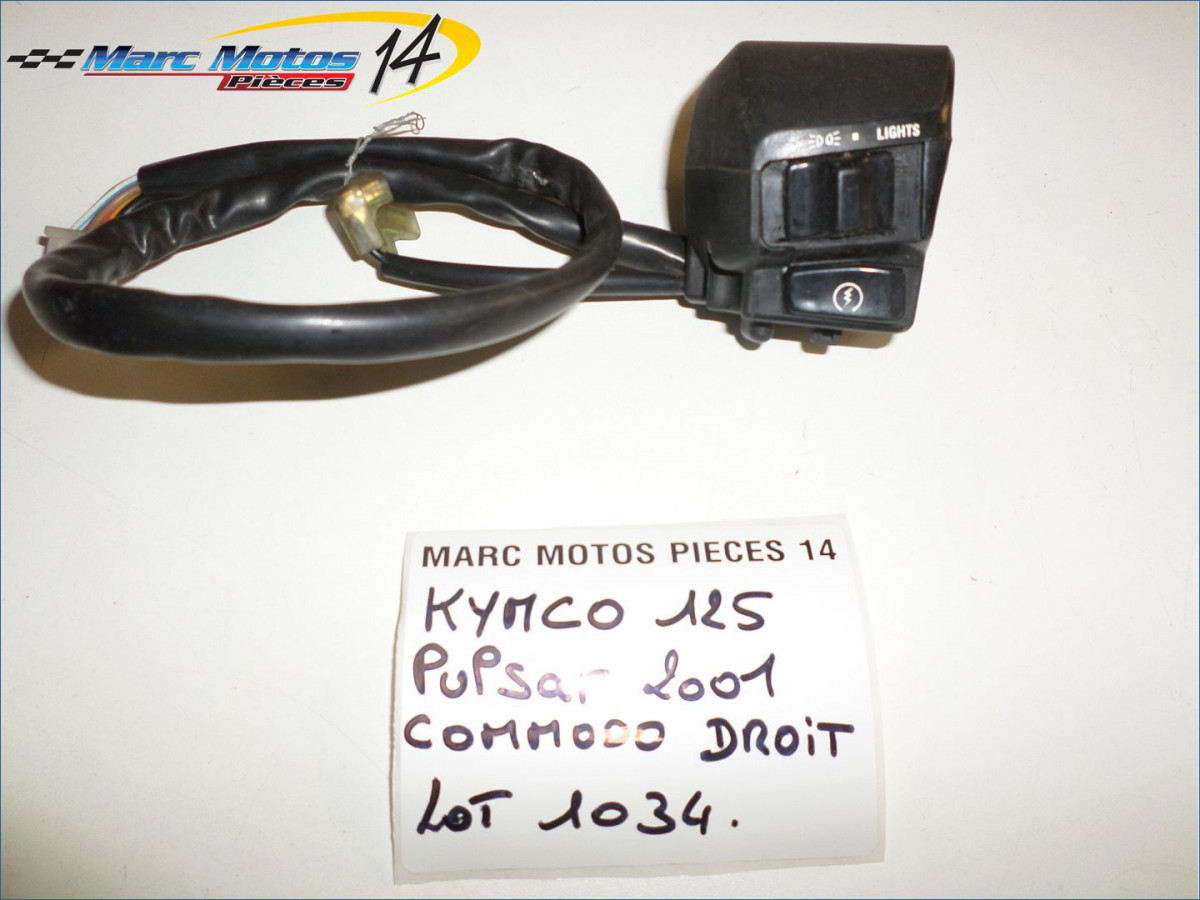 Marc Motos 14
Pièces
LIGHTS
MARC MOTOS PIECES 14
KYMCO 125
PUPSar 2001
COMMODO DROiT
LOT 1034.